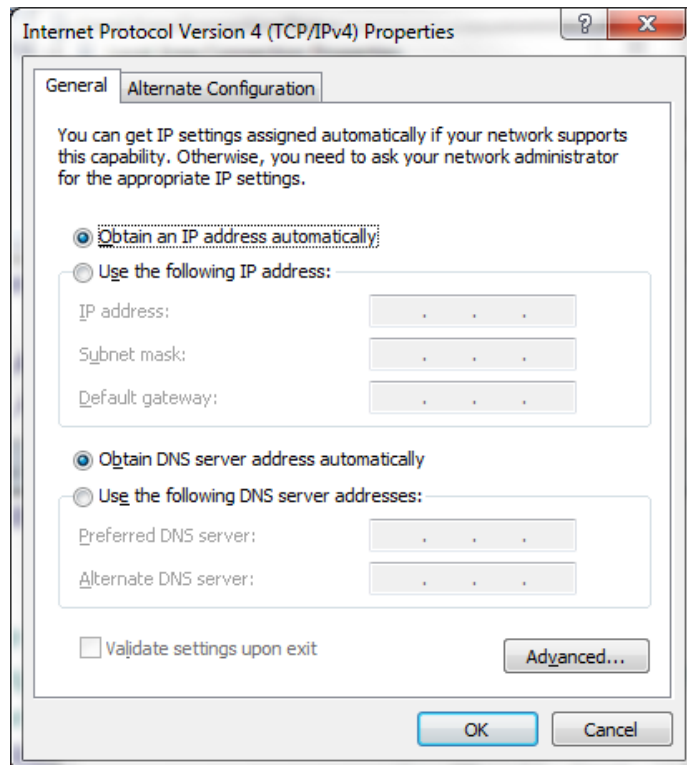 Internet Protocol Version 4 (TCP/IPv4) Properties
General
Alternate Configuration
You can get IP settings assigned automatically if your network supports
this capability. Otherwise, you need to ask your network administrator
for the appropriate IP settings.
Obtain an IP address automatically
Use the following IP address:
IP address:
Subnet mask:
Default gateway:
Obtain DNS server address automatically
Use the following DNS server addresses:
Preferred DNS server:
Alternate DNS server:
Validate settings upon exit
Advanced...
OK
Cancel